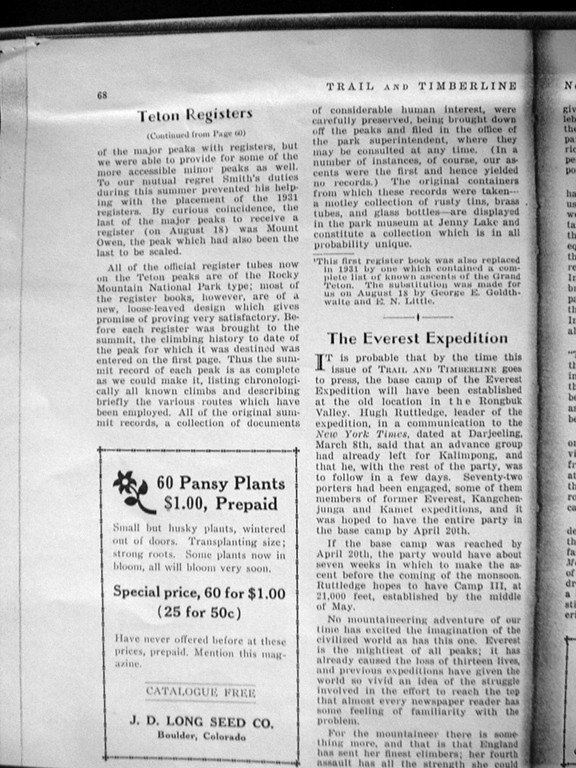 68
TRAIL AND TIMBERLINE
Teton Registers
(Continued from Page 60)
of the major peaks with registers, but
we were able to provide for some of the
more accessible minor peaks as well.
To our mutual regret Smith's duties
during this summer prevented his help-
ing with the placement of the 1931
registers. By curious coincidence, the
last of the major peaks to receive a
register (on August 18) was Mount
Owen, the peak which had also been the
last to be scaled.
All of the official register tubes now
on the Teton peaks are of the Rocky
Mountain National Park type; most of
the register books, however, are of a
new, loose-leaved design which gives
promise of proving very satisfactory. Be-
fore each register was brought to the
summit, the climbing history to date of
the peak for which it was destined was
entered on the first page. Thus the sum-
mit record of each peak is as complete
as we could make it, listing chronologi-
cally all known climbs and describing
briefly the various routes which have
been employed. All of the original sum-
mit records, a collection of documents
60 Pansy Plants
$1.00, Prepaid
Small but husky plants, wintered
out of doors. Transplanting size;
strong roots. Some plants now in
bloom, all will bloom very soon.
Special price, 60 for $1.00
(25 for 50c)
Have never offered before at these
prices, prepaid. Mention this mag-
azine.
CATALOGUE FREE
J. D. LONG SEED CO.
Boulder, Colorado
of considerable human interest, were
carefully preserved, being brought down
off the peaks and filed in the office of
the park superintendent, where they
may be consulted at any time. (In a
number of instances, of course, our as-
cents were the first and hence yielded
no records.) The original containers
from which these records were taken—
a motley collection of rusty tins, brass
tubes, and glass bottles—are displayed
in the park museum at Jenny Lake and
constitute a collection which is in all
probability unique.
¹This first register book was also replaced
in 1931 by one which contained a com-
plete list of known ascents of the Grand
Teton. The substitution was made for
us on August 18 by George E. Goldth-
waite and E. N. Little.
The Everest Expedition
IT is probable that by the time this
issue of TRAIL AND TIMBERLINE goes
to press, the base camp of the Everest
Expedition will have been established
at the old location in the Rongbuk
Valley. Hugh Ruttledge, leader of the
expedition, in a communication to the
New York Times, dated at Darjeeling,
March 8th, said that an advance group
had already left for Kalimpong, and
that he, with the rest of the party, was
to follow in a few days. Seventy-two
porters had been engaged, some of them
members of former Everest, Kangchen-
junga and Kamet expeditions, and it
was hoped to have the entire party in
the base camp by April 20th.
If the base camp was reached by
April 20th, the party would have about
seven weeks in which to make the as-
cent before the coming of the monsoon.
Ruttledge hopes to have Camp III, at
21,000 feet, established by the middle
of May.
No mountaineering adventure of our
time has excited the imagination of the
civilized world as has this one. Everest
is the mightiest of all peaks; it has
already caused the loss of thirteen lives,
and previous expeditions have given the
world so vivid an idea of the struggle
involved in the effort to reach the top
that almost every newspaper reader has
some feeling of familiarity with the
problem.
For the mountaineer there is some-
thing more, and that is that England
has sent her finest climbers; her fourth
assault has all the strength she could